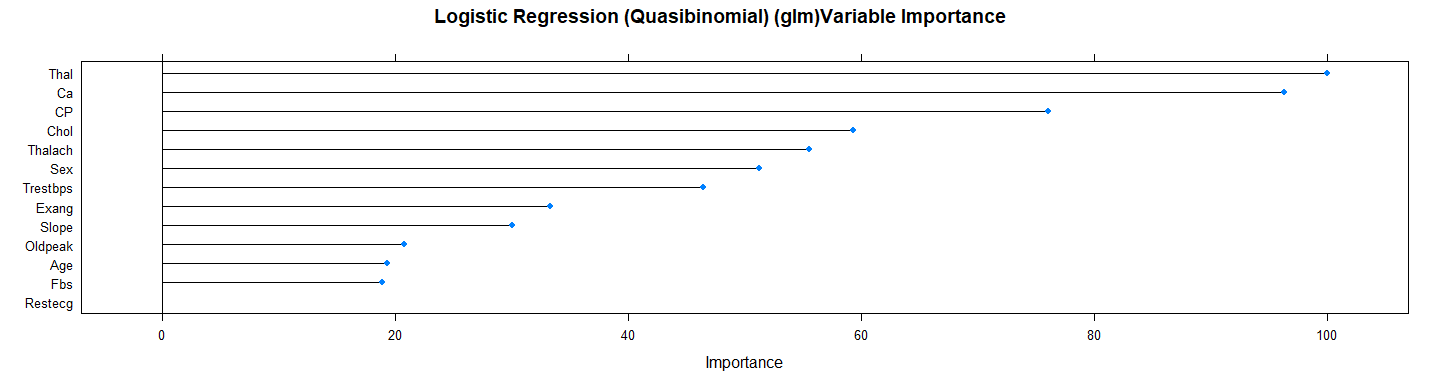 Logistic Regression (Quasibinomial) (glm)Variable Importance
Thal
Ca
CP
Chol
Thalach
Sex
Trestbps
Exang
Slope
Oldpeak
Age
Fbs
Restecg
0 20 40 60 80 100
Importance